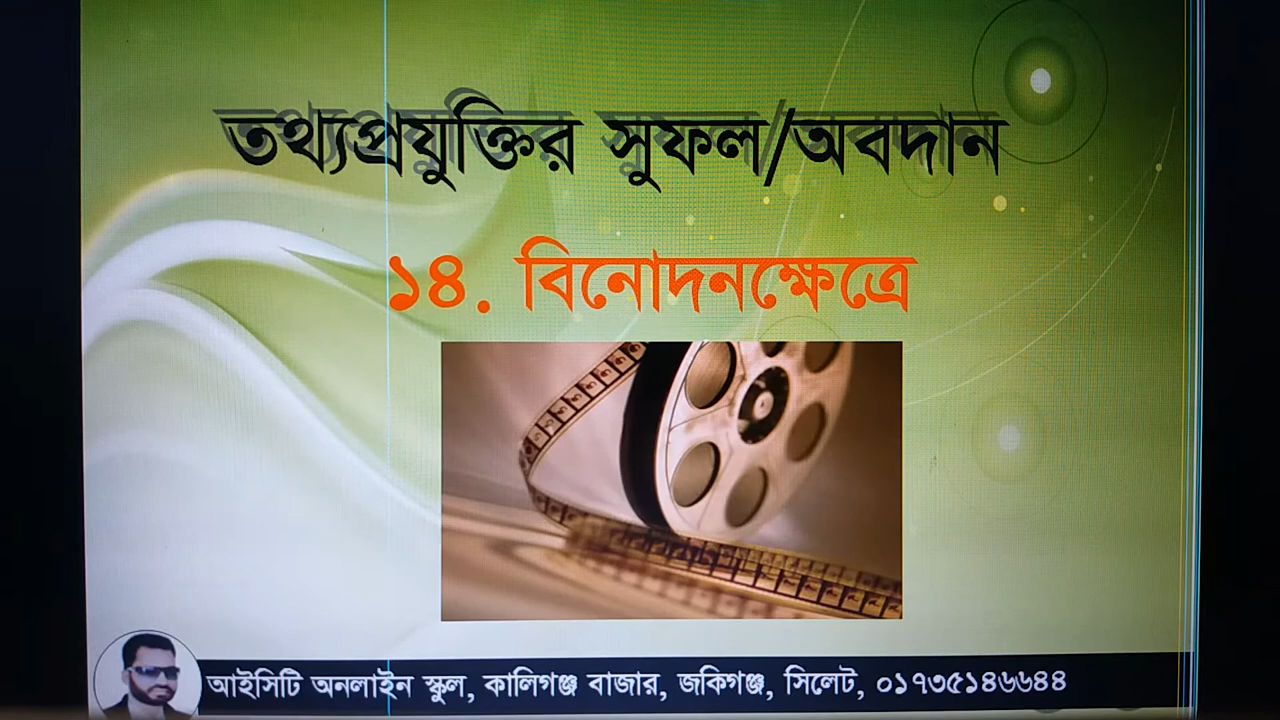 তথ্যপ্রযুক্তির সুফল/অবদান
১৪. বিনোদনক্ষেত্রে
আইসিটি অনলাইন স্কুল, কালিগঞ্জ বাজার, জকিগঞ্জ, সিলেট, ০১৭৩৫১৪৬৬৪৪